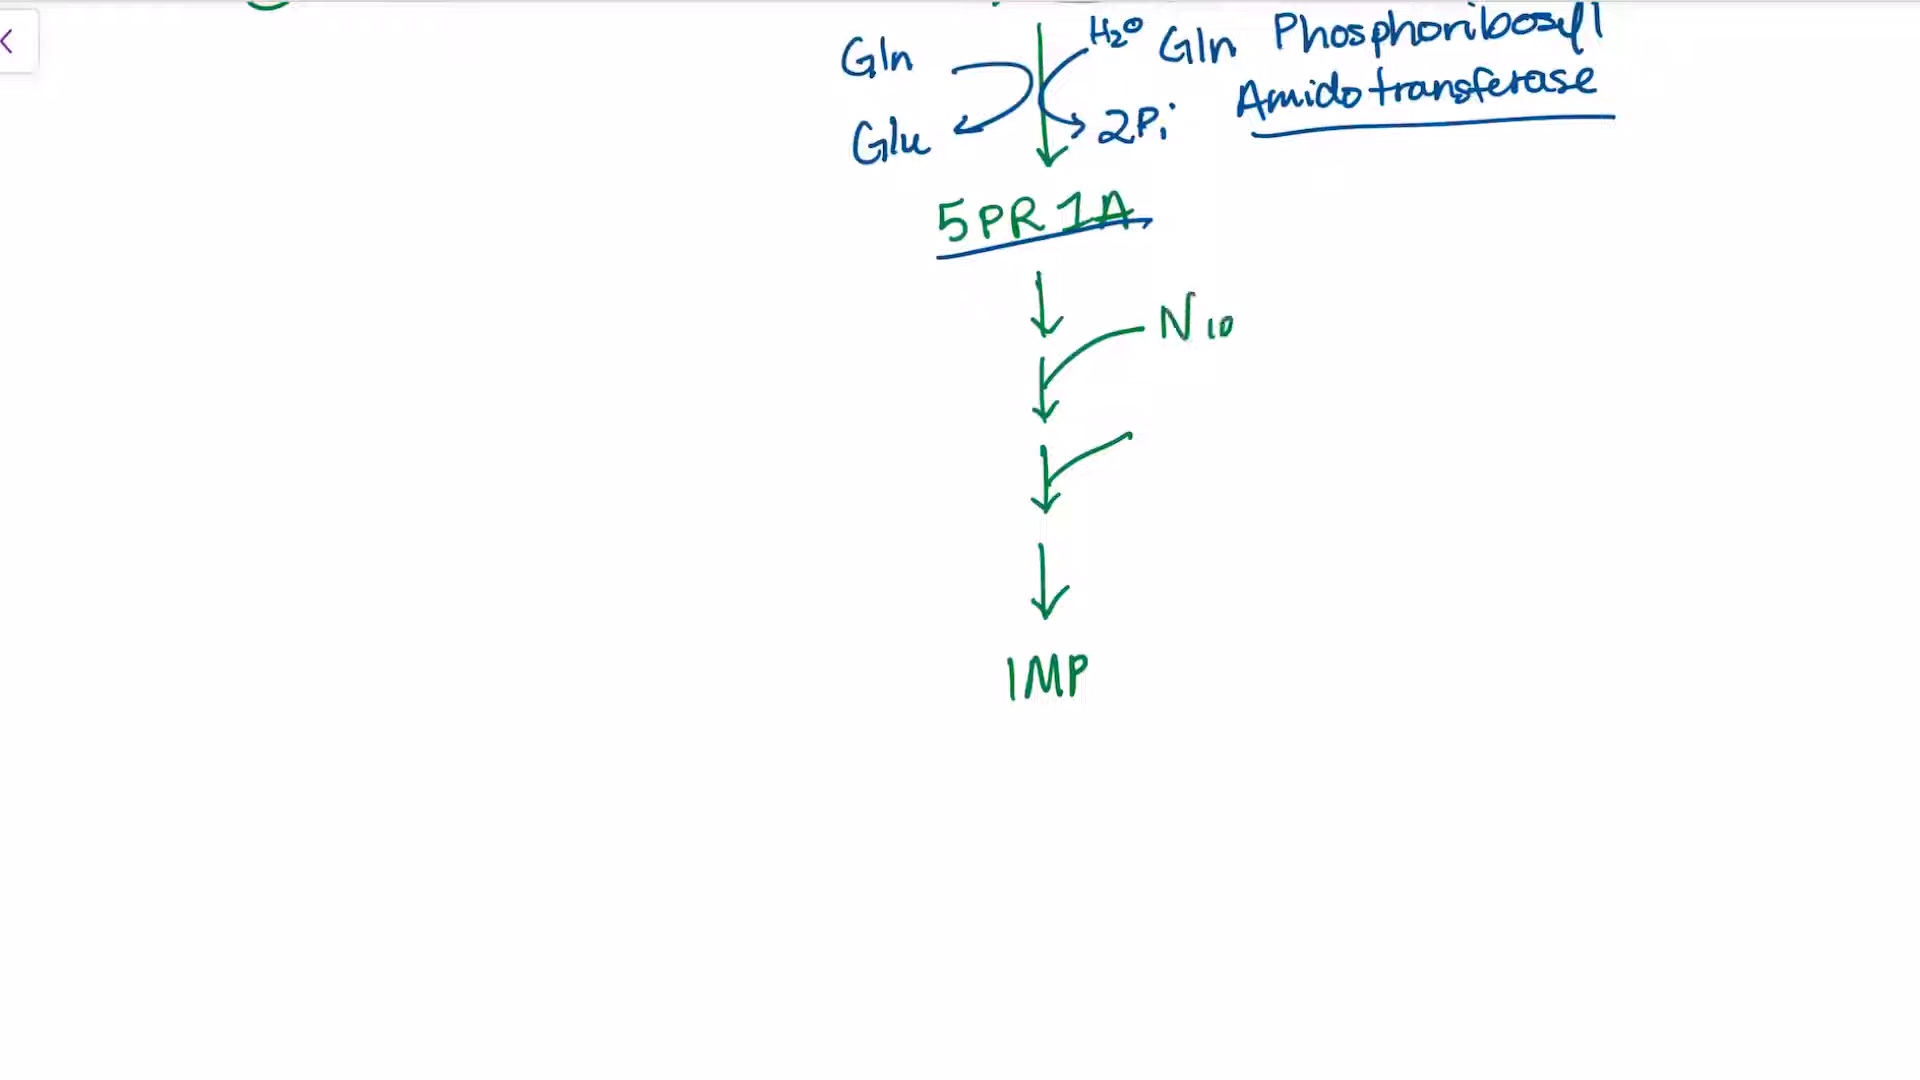 H2O Gln Phosphoribosyl
Gln
Amidotransferase
Glu
2Pi
5PR1A
N10
IMP